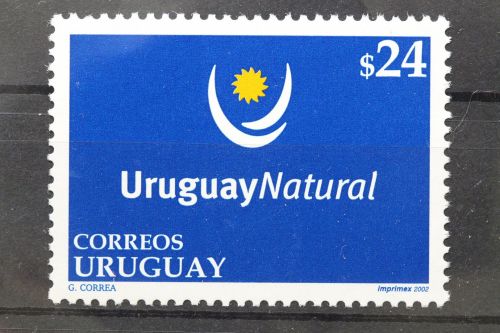 $24
UruguayNatural
CORREOS
URUGUAY
G. CORREA
imprimex 2002